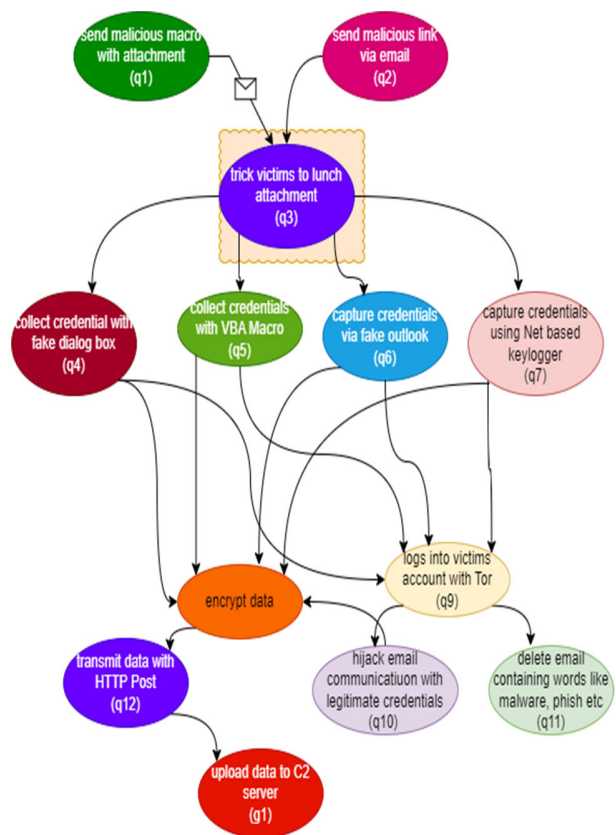 send malicious macro
with attachment
(q1)
send malicious link
via email
(q2)
trick victims to lunch
attachment
(q3)
collect credential with
fake dialog box
(q4)
collect credentials
with VBA Macro
(q5)
capture credentials
via fake outlook
(q6)
capture credentials
using Net based
keylogger
(q7)
encrypt data
logs into victims
account with Tor
(q9)
transmit data with
HTTP Post
(q12)
hijack email
communicatiuon with
legitimate credentials
(q10)
delete email
containing words like
malware, phish etc
(q11)
upload data to C2
server
(g1)